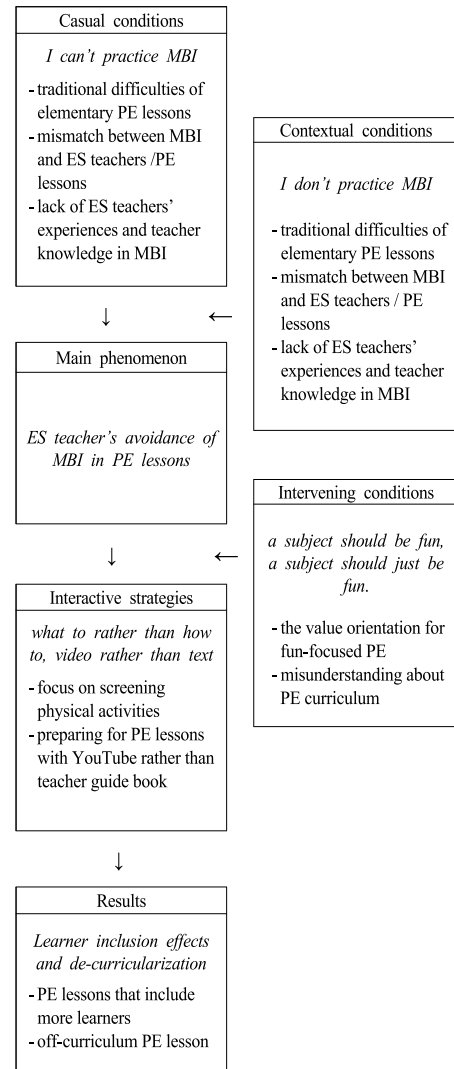 Casual conditions
I can't practice MBI
- traditional difficulties of
elementary PE lessons
- mismatch between MBI
and ES teachers /PE
lessons
- lack of ES teachers'
experiences and teacher
knowledge in MBI
Contextual conditions
I don't practice MBI
- traditional difficulties of
elementary PE lessons
- mismatch between MBI
and ES teachers / PE
lessons
- lack of ES teachers'
experiences and teacher
knowledge in MBI
↓
←
Main phenomenon
ES teacher's avoidance of
MBI in PE lessons
Intervening conditions
a subject should be fun,
a subject should just be
fun.
- the value orientation for
fun-focused PE
- misunderstanding about
PE curriculum
↓
←
Interactive strategies
what to rather than how
to, video rather than text
- focus on screening
physical activities
- preparing for PE lessons
with YouTube rather than
teacher guide book
↓
Results
Learner inclusion effects
and de-curricularization
- PE lessons that include
more learners
- off-curriculum PE lesson